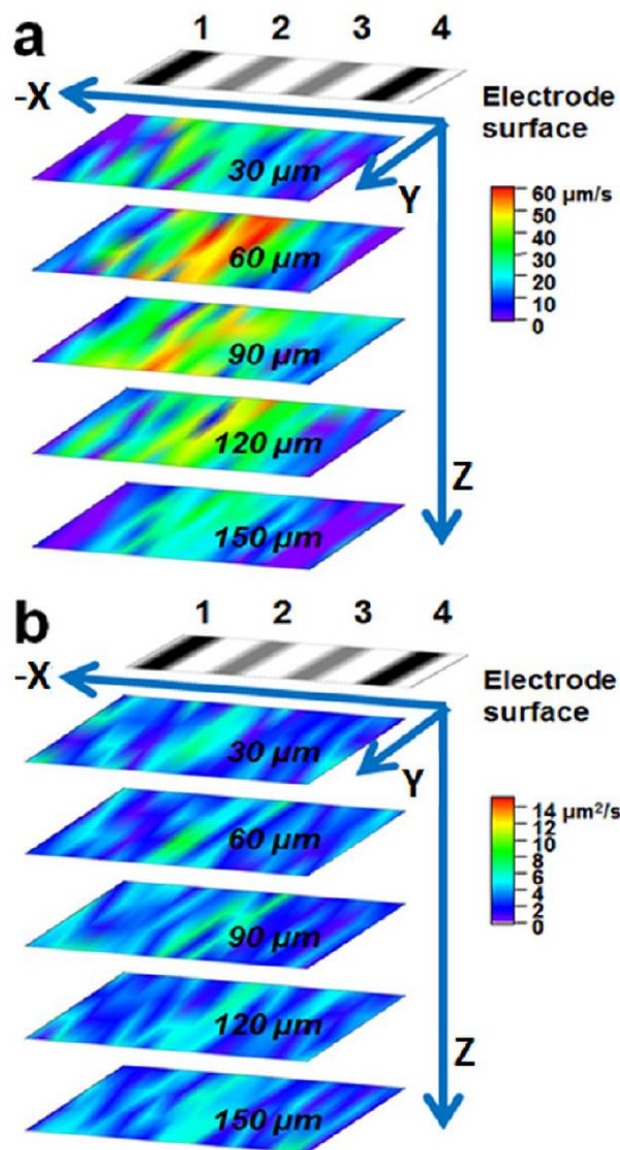 a
1 2 3 4
-X
Electrode
surface
Y
30 µm
60 µm
90 µm
120 µm
150 µm
Z
60 µm/s
50
40
30
20
10
0
b
1 2 3 4
-X
Electrode
surface
Y
30 µm
60 µm
90 µm
120 µm
150 µm
Z
14 µm²/s
12
10
8
6
4
2
0